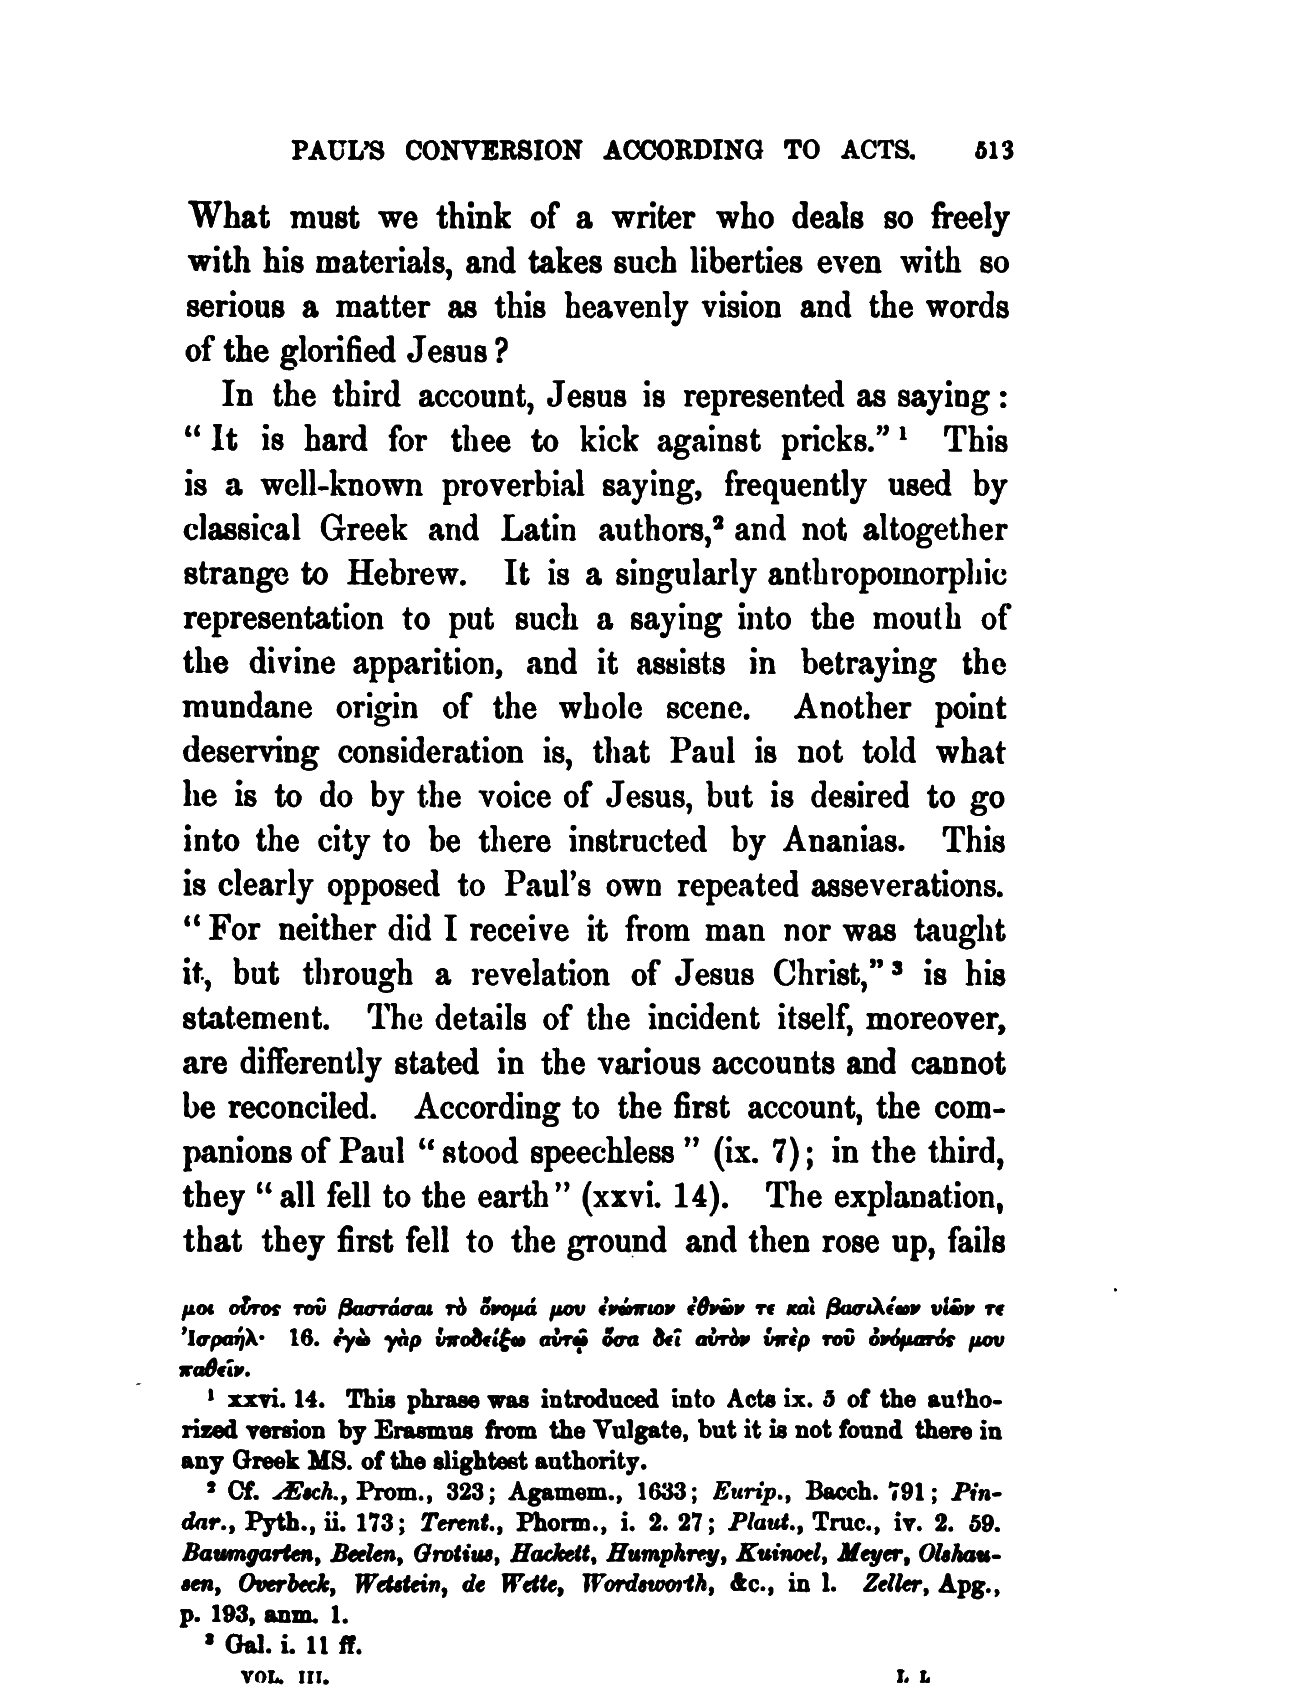 PAUL'S CONVERSION ACCORDING TO ACTS. 513
What must we think of a writer who deals so freely
with his materials, and takes such liberties even with so
serious a matter as this heavenly vision and the words
of the glorified Jesus?
In the third account, Jesus is represented as saying:
“It is hard for thee to kick against pricks.”¹ This
is a well-known proverbial saying, frequently used by
classical Greek and Latin authors,² and not altogether
strange to Hebrew. It is a singularly anthropomorphic
representation to put such a saying into the mouth of
the divine apparition, and it assists in betraying the
mundane origin of the whole scene. Another point
deserving consideration is, that Paul is not told what
he is to do by the voice of Jesus, but is desired to go
into the city to be there instructed by Ananias. This
is clearly opposed to Paul's own repeated asseverations.
“For neither did I receive it from man nor was taught
it, but through a revelation of Jesus Christ,”³ is his
statement. The details of the incident itself, moreover,
are differently stated in the various accounts and cannot
be reconciled. According to the first account, the com-
panions of Paul “stood speechless” (ix. 7); in the third,
they “all fell to the earth” (xxvi. 14). The explanation,
that they first fell to the ground and then rose up, fails
μοι οὗτος τοῦ βαστάσαι τὸ ὄνομά μου ἐνώπιον ἐθνῶν τε καὶ βασιλέων υἱῶν τε
Ἰσραήλ· 16. ἐγὼ γὰρ ὑποδείξω αὐτῷ ὅσα δεῖ αὐτὸν ὑπὲρ τοῦ ὀνόματός μου
παθεῖν.
¹ xxvi. 14. This phrase was introduced into Acts ix. 5 of the autho-
rized version by Erasmus from the Vulgate, but it is not found there in
any Greek MS. of the slightest authority.
² Cf. Æsch., Prom., 323; Agamem., 1633; Eurip., Bacch. 791; Pin-
dar., Pyth., ii. 173; Terent., Phorm., i. 2. 27; Plaut., Truc., iv. 2. 59.
Baumgarten, Beelen, Grotius, Hackett, Humphrey, Kuinoel, Meyer, Olshau-
sen, Overbeck, Wetstein, de Wette, Wordsworth, &c., in l. Zeller, Apg.,
p. 193, anm. 1.
³ Gal. i. 11 ff.
VOL. III. L L